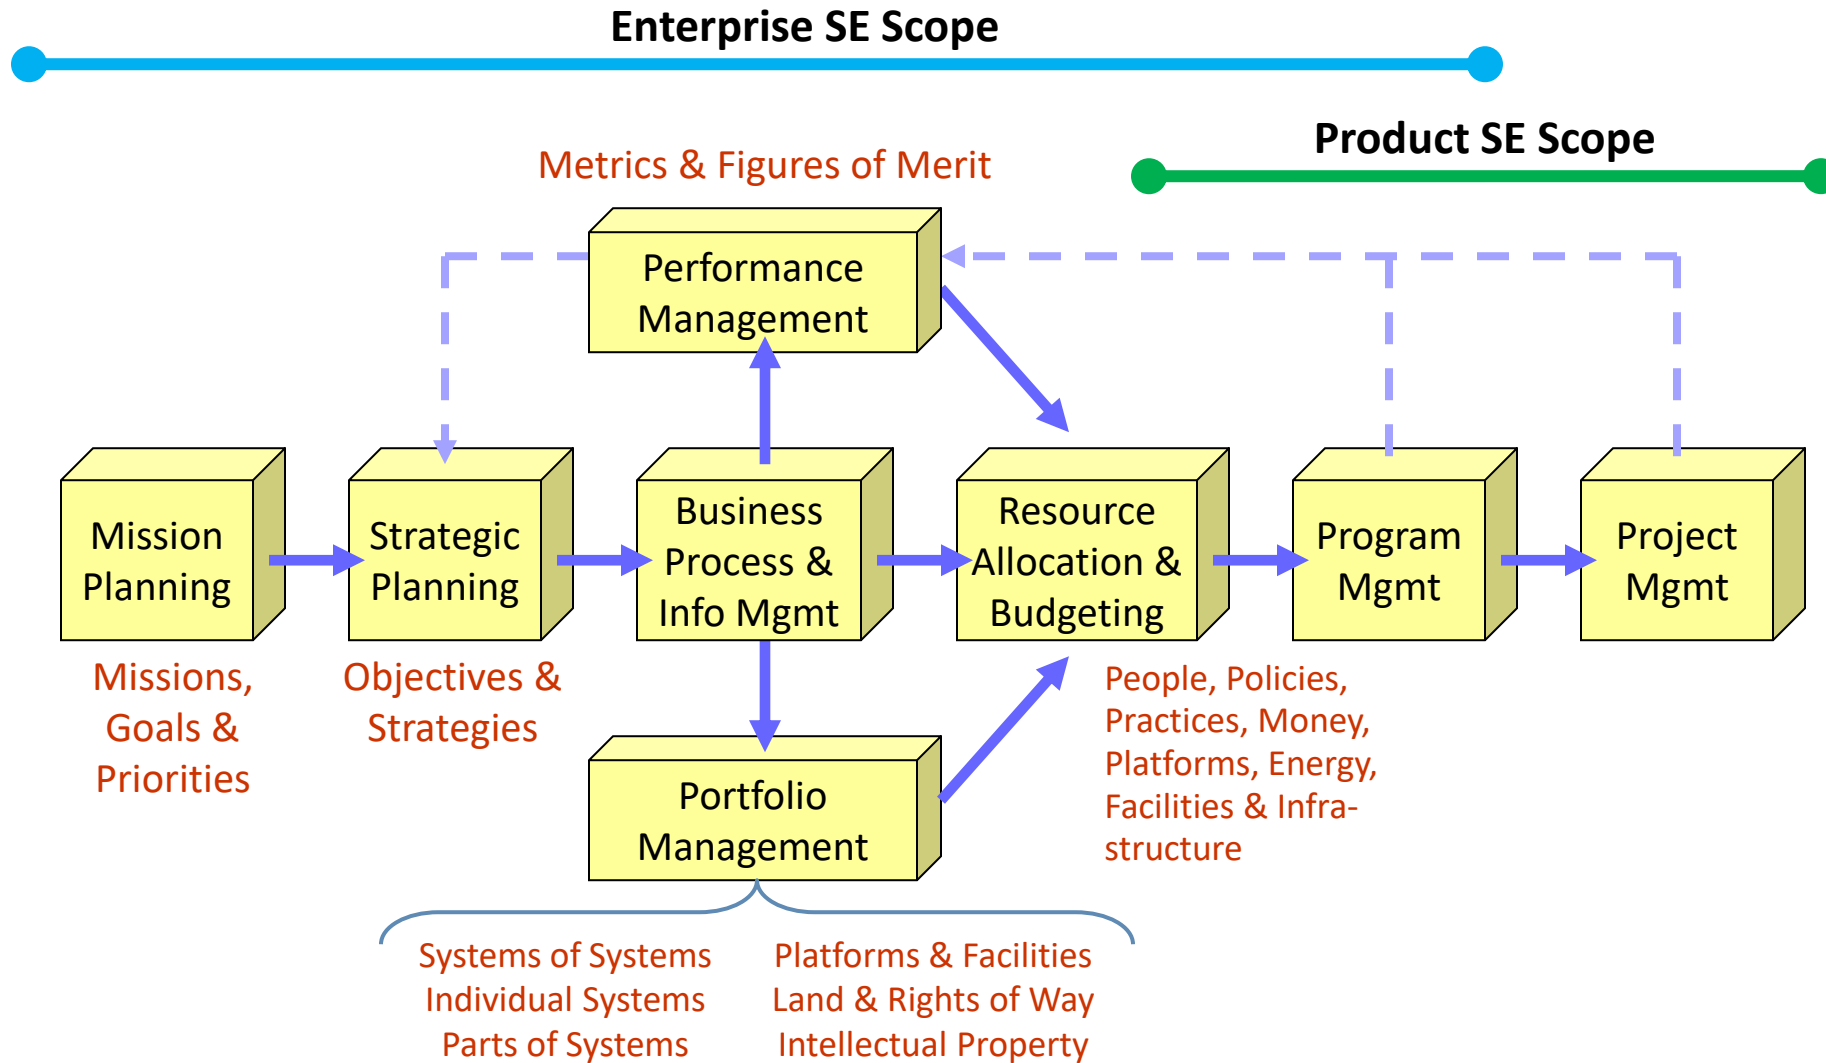 Enterprise SE Scope
Product SE Scope
Metrics & Figures of Merit
Performance
Management
Mission
Planning
Strategic
Planning
Business
Process &
Info Mgmt
Resource
Allocation &
Budgeting
Program
Mgmt
Project
Mgmt
Missions,
Goals &
Priorities
Objectives &
Strategies
People, Policies,
Practices, Money,
Platforms, Energy,
Facilities & Infra-
structure
Portfolio
Management
Systems of Systems
Individual Systems
Parts of Systems
Platforms & Facilities
Land & Rights of Way
Intellectual Property